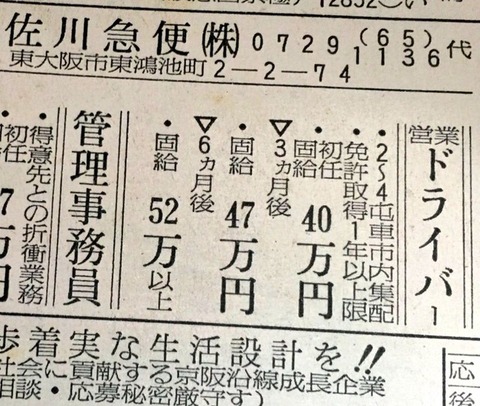 佐川急便㈱ 0729(65)1136代
東大阪市東鴻池町2-2-74
営業ドライバー
・2〜4屯車市内集配
・免許取得1年以上限
・初任固給 40万円
▽3ヵ月後
・固給 47万円
▽6ヵ月後
・固給 52万以上
管理事務員
・得意先との折衝業務
・初任
7万円
歩着実な生活設計を!!
社会に貢献する京阪沿線成長企業
相談・応募秘密厳守す)
応
後